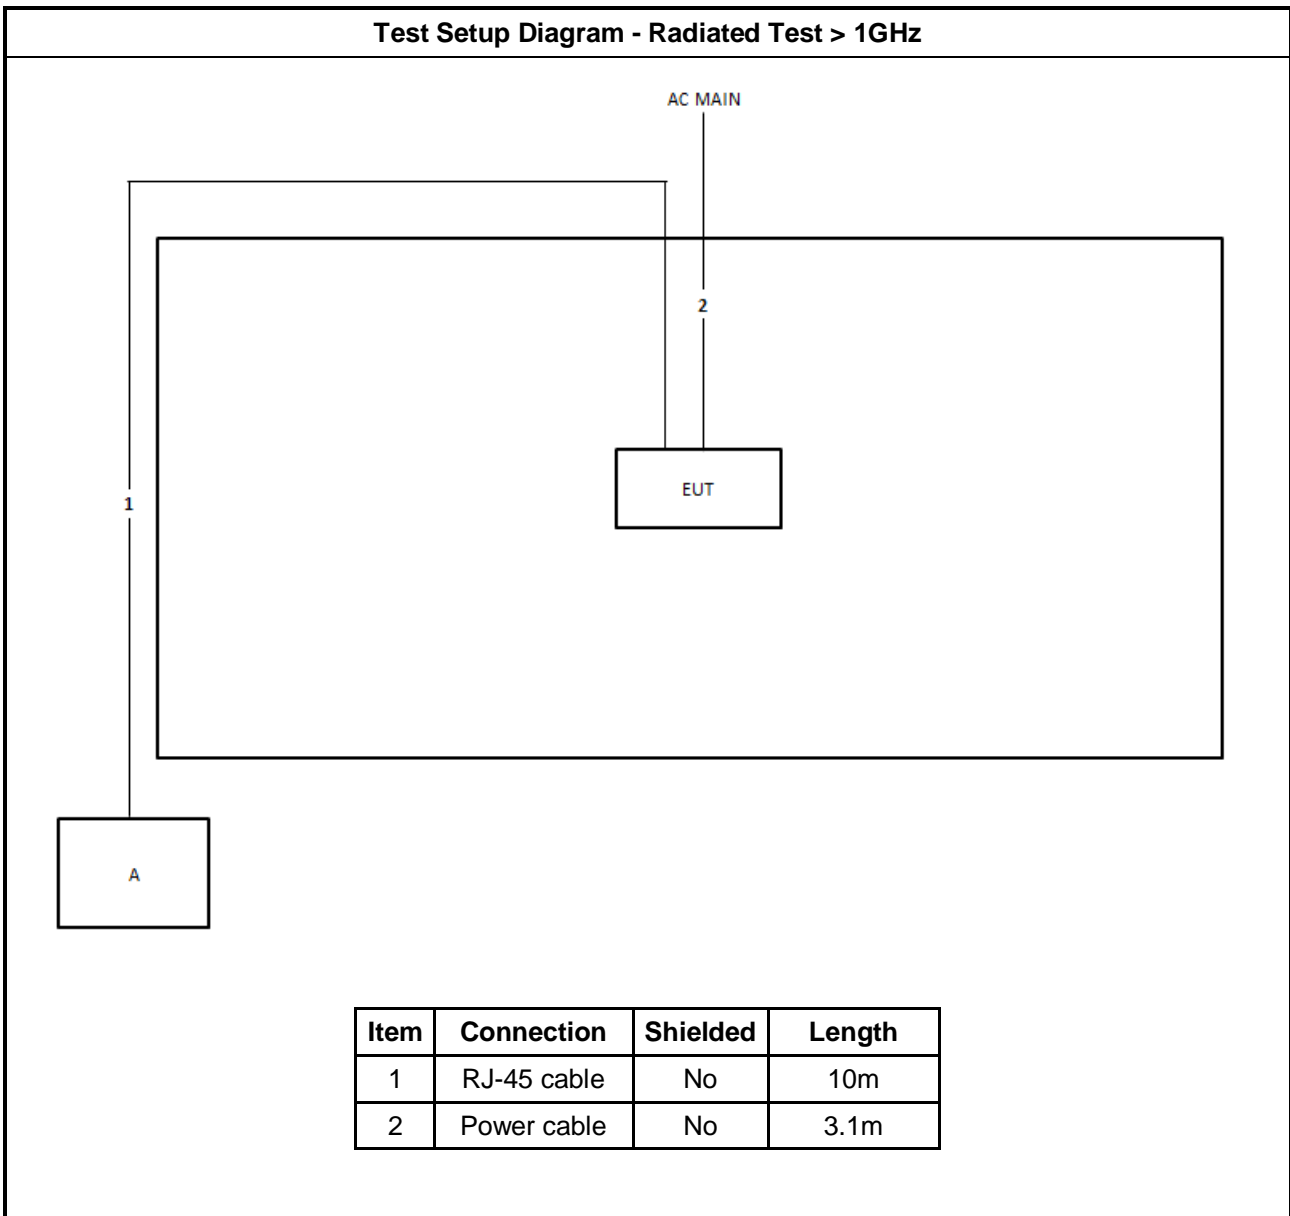 Test Setup Diagram - Radiated Test > 1GHz
AC MAIN
2
EUT
1
A
Item Connection Shielded Length
1 RJ-45 cable No 10m
2 Power cable No 3.1m